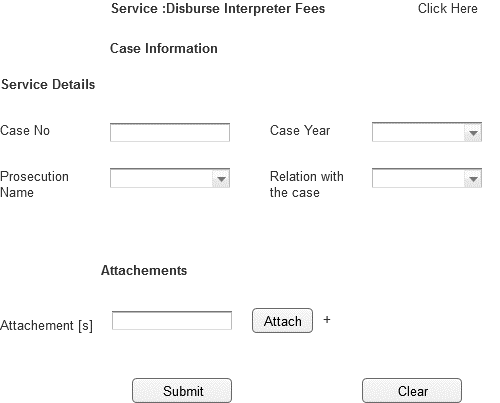 Service :Disburse Interpreter Fees Click Here
Case Information
Service Details
Case No Case Year
Prosecution Name Relation with the case
Attachements
Attachement [s] Attach +
Submit Clear